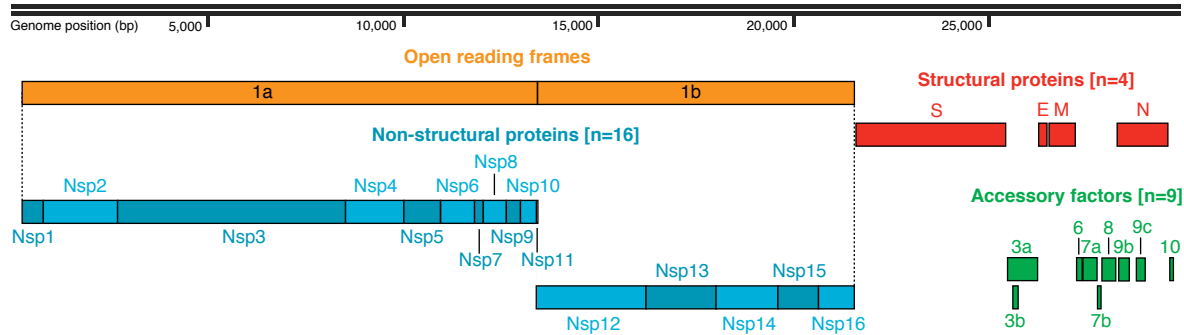 Genome position (bp) 5,000 10,000 15,000 20,000 25,000
Open reading frames
1a 1b
Structural proteins [n=4]
S E M N
Non-structural proteins [n=16]
Nsp8
Nsp2 Nsp4 Nsp6 Nsp10
Nsp1 Nsp3 Nsp5 Nsp9
Nsp7 Nsp11
Nsp13 Nsp15
Nsp12 Nsp14 Nsp16
Accessory factors [n=9]
6 8 9c
3a 7a 9b 10
3b 7b